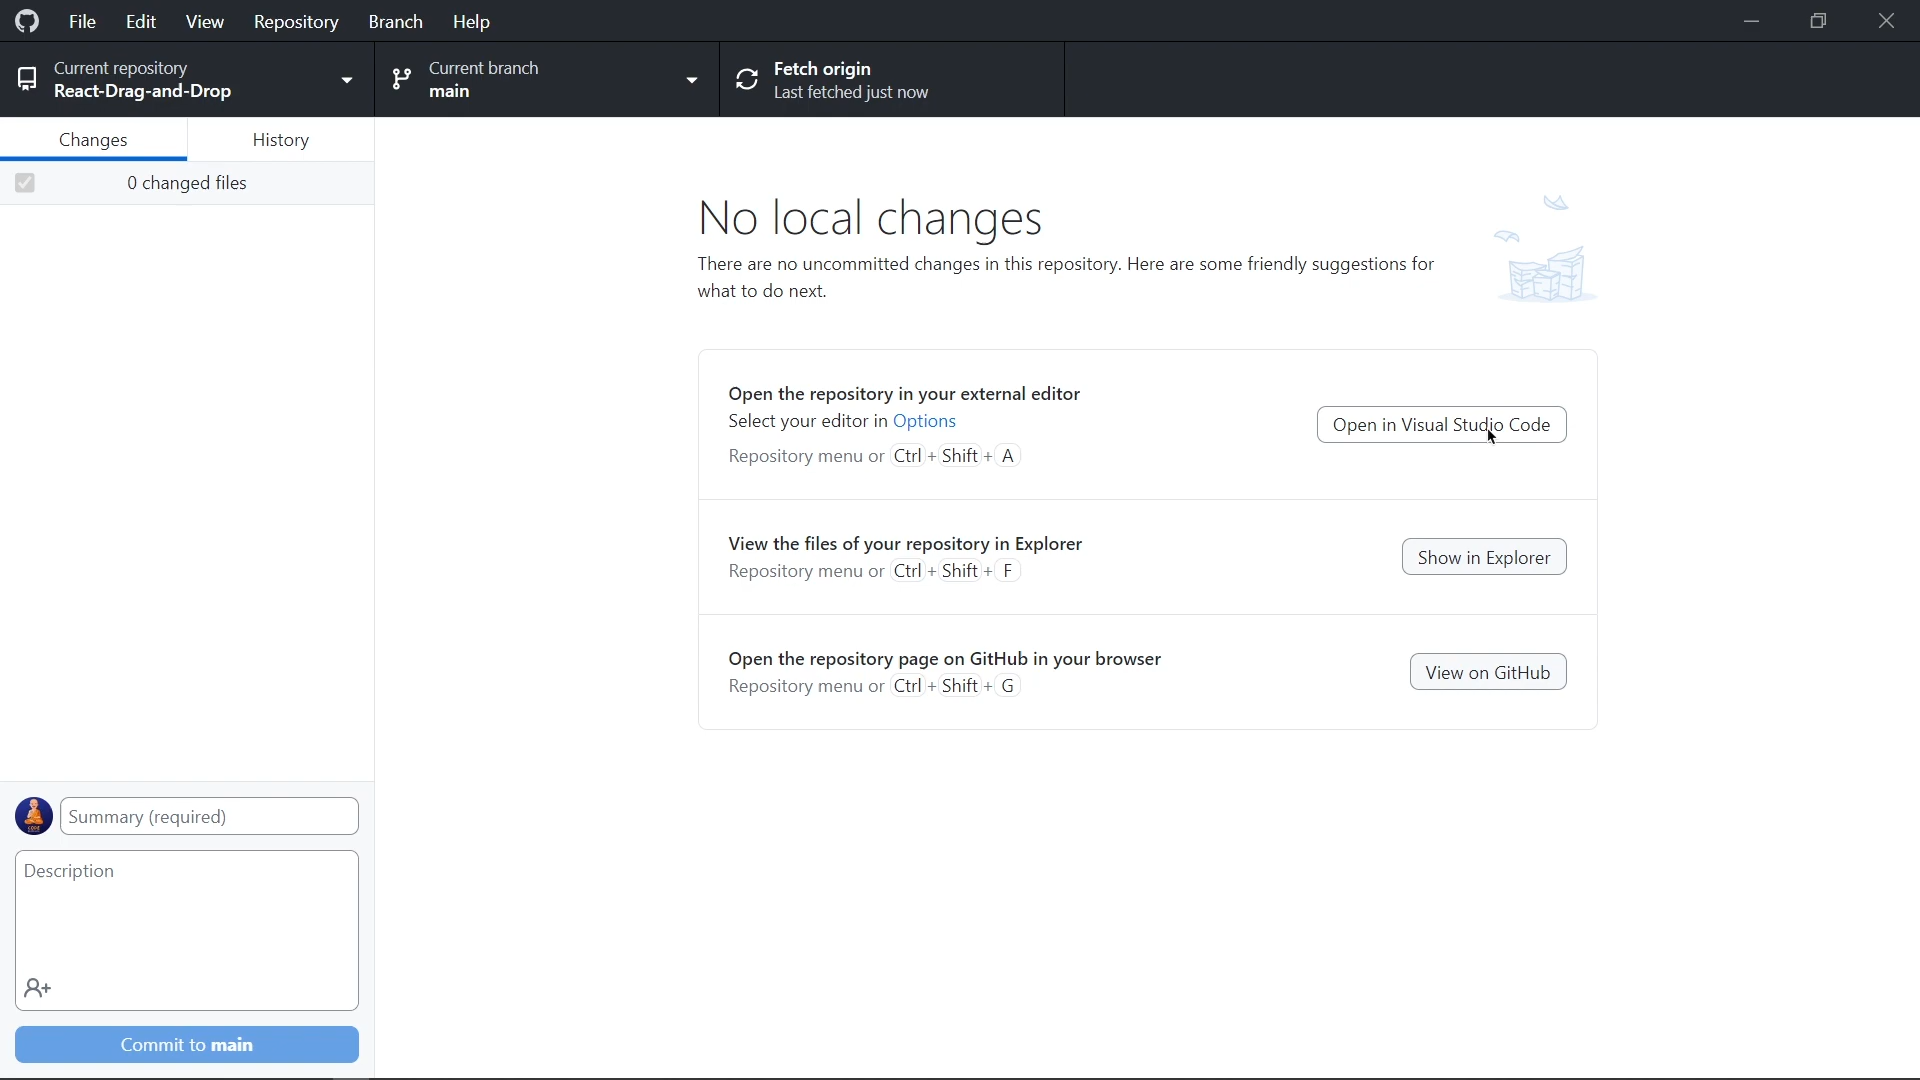 File Edit View Repository Branch Help
Current repository
React-Drag-and-Drop
Current branch
main
Fetch origin
Last fetched just now
Changes History
0 changed files
No local changes
There are no uncommitted changes in this repository. Here are some friendly suggestions for
what to do next.
Open the repository in your external editor
Select your editor in Options
Repository menu or Ctrl + Shift + A
Open in Visual Studio Code
View the files of your repository in Explorer
Repository menu or Ctrl + Shift + F
Show in Explorer
Open the repository page on GitHub in your browser
Repository menu or Ctrl + Shift + G
View on GitHub
Summary (required)
Description
Commit to main